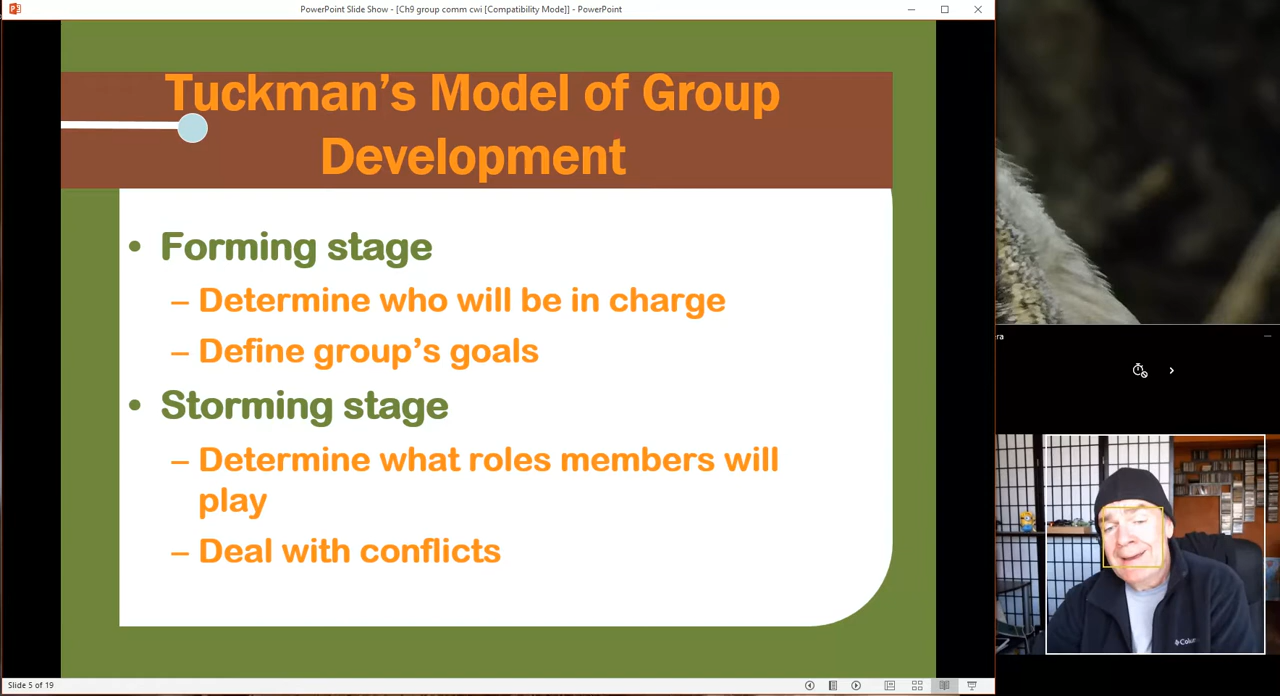 PowerPoint Slide Show - [Ch9 group comm cwi [Compatibility Mode]] - PowerPoint
Tuckman’s Model of Group
Development
• Forming stage
– Determine who will be in charge
– Define group’s goals
• Storming stage
– Determine what roles members will
play
– Deal with conflicts
Slide 5 of 19
era
Colu